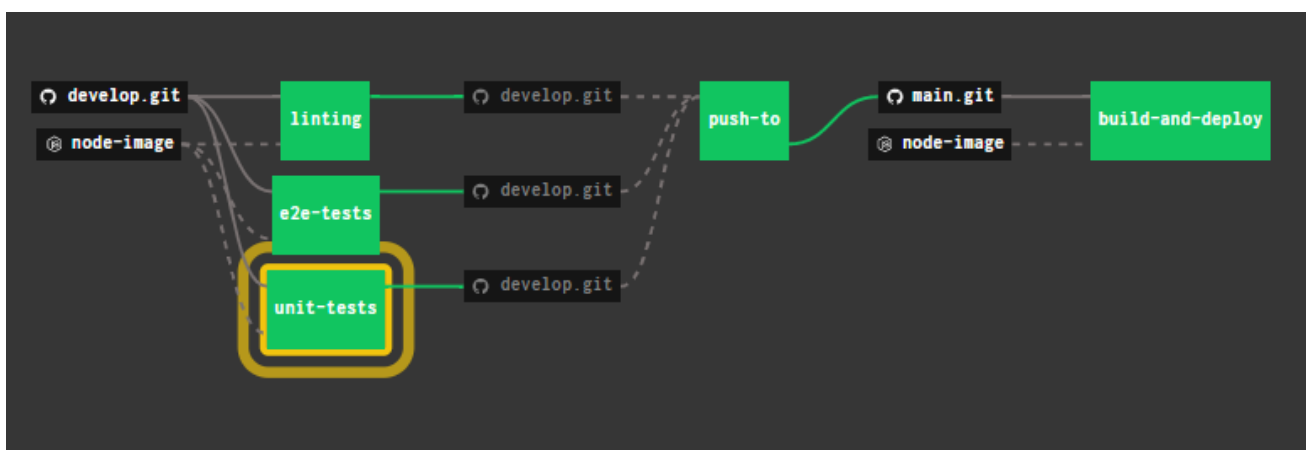 develop.git
node-image
linting
e2e-tests
unit-tests
develop.git
develop.git
develop.git
push-to
main.git
node-image
build-and-deploy